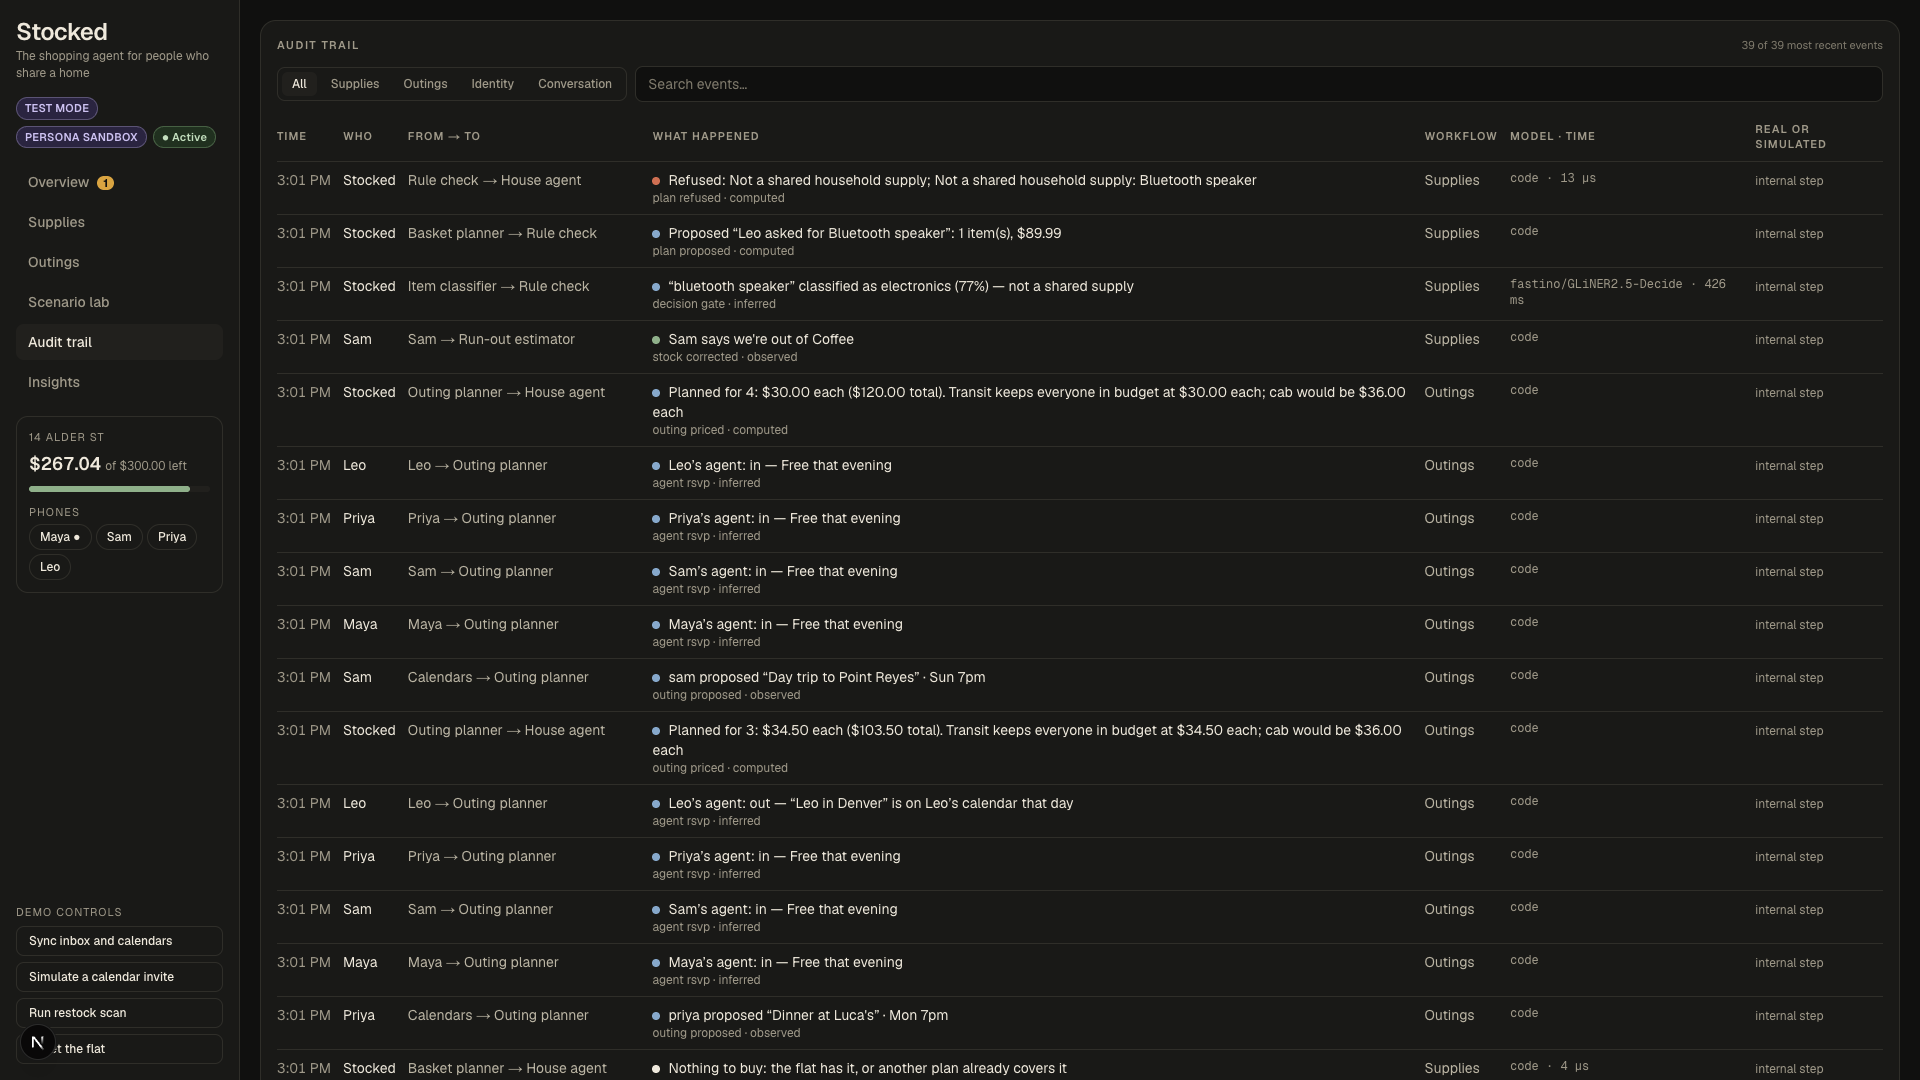 Stocked
The shopping agent for people who
share a home
TEST MODE
PERSONA SANDBOX
● Active
Overview 1
Supplies
Outings
Scenario lab
Audit trail
Insights
14 ALDER ST
$267.04 of $300.00 left
PHONES
Maya ●
Sam
Priya
Leo
DEMO CONTROLS
Sync inbox and calendars
Simulate a calendar invite
Run restock scan
N
the flat
AUDIT TRAIL
39 of 39 most recent events
All Supplies Outings Identity Conversation
Search events…
TIME WHO FROM → TO WHAT HAPPENED WORKFLOW MODEL · TIME REAL OR
SIMULATED
3:01 PM Stocked Rule check → House agent Refused: Not a shared household supply; Not a shared household supply: Bluetooth speaker Supplies code · 13 µs internal step
plan refused · computed
3:01 PM Stocked Basket planner → Rule check Proposed “Leo asked for Bluetooth speaker”: 1 item(s), $89.99 Supplies code internal step
plan proposed · computed
3:01 PM Stocked Item classifier → Rule check “bluetooth speaker” classified as electronics (77%) — not a shared supply Supplies fastino/GLiNER2.5-Decide · 426 internal step
decision gate · inferred ms
3:01 PM Sam Sam → Run-out estimator Sam says we’re out of Coffee Supplies code internal step
stock corrected · observed
3:01 PM Stocked Outing planner → House agent Planned for 4: $30.00 each ($120.00 total). Transit keeps everyone in budget at $30.00 each; cab would be $36.00 Outings code internal step
each
outing priced · computed
3:01 PM Leo Leo → Outing planner Leo’s agent: in — Free that evening Outings code internal step
agent rsvp · inferred
3:01 PM Priya Priya → Outing planner Priya’s agent: in — Free that evening Outings code internal step
agent rsvp · inferred
3:01 PM Sam Sam → Outing planner Sam’s agent: in — Free that evening Outings code internal step
agent rsvp · inferred
3:01 PM Maya Maya → Outing planner Maya’s agent: in — Free that evening Outings code internal step
agent rsvp · inferred
3:01 PM Sam Calendars → Outing planner sam proposed “Day trip to Point Reyes” · Sun 7pm Outings code internal step
outing proposed · observed
3:01 PM Stocked Outing planner → House agent Planned for 3: $34.50 each ($103.50 total). Transit keeps everyone in budget at $34.50 each; cab would be $36.00 Outings code internal step
each
outing priced · computed
3:01 PM Leo Leo → Outing planner Leo’s agent: out — “Leo in Denver” is on Leo’s calendar that day Outings code internal step
agent rsvp · inferred
3:01 PM Priya Priya → Outing planner Priya’s agent: in — Free that evening Outings code internal step
agent rsvp · inferred
3:01 PM Sam Sam → Outing planner Sam’s agent: in — Free that evening Outings code internal step
agent rsvp · inferred
3:01 PM Maya Maya → Outing planner Maya’s agent: in — Free that evening Outings code internal step
agent rsvp · inferred
3:01 PM Priya Calendars → Outing planner priya proposed “Dinner at Luca’s” · Mon 7pm Outings code internal step
outing proposed · observed
3:01 PM Stocked Basket planner → House agent Nothing to buy: the flat has it, or another plan already covers it Supplies code · 4 µs internal step